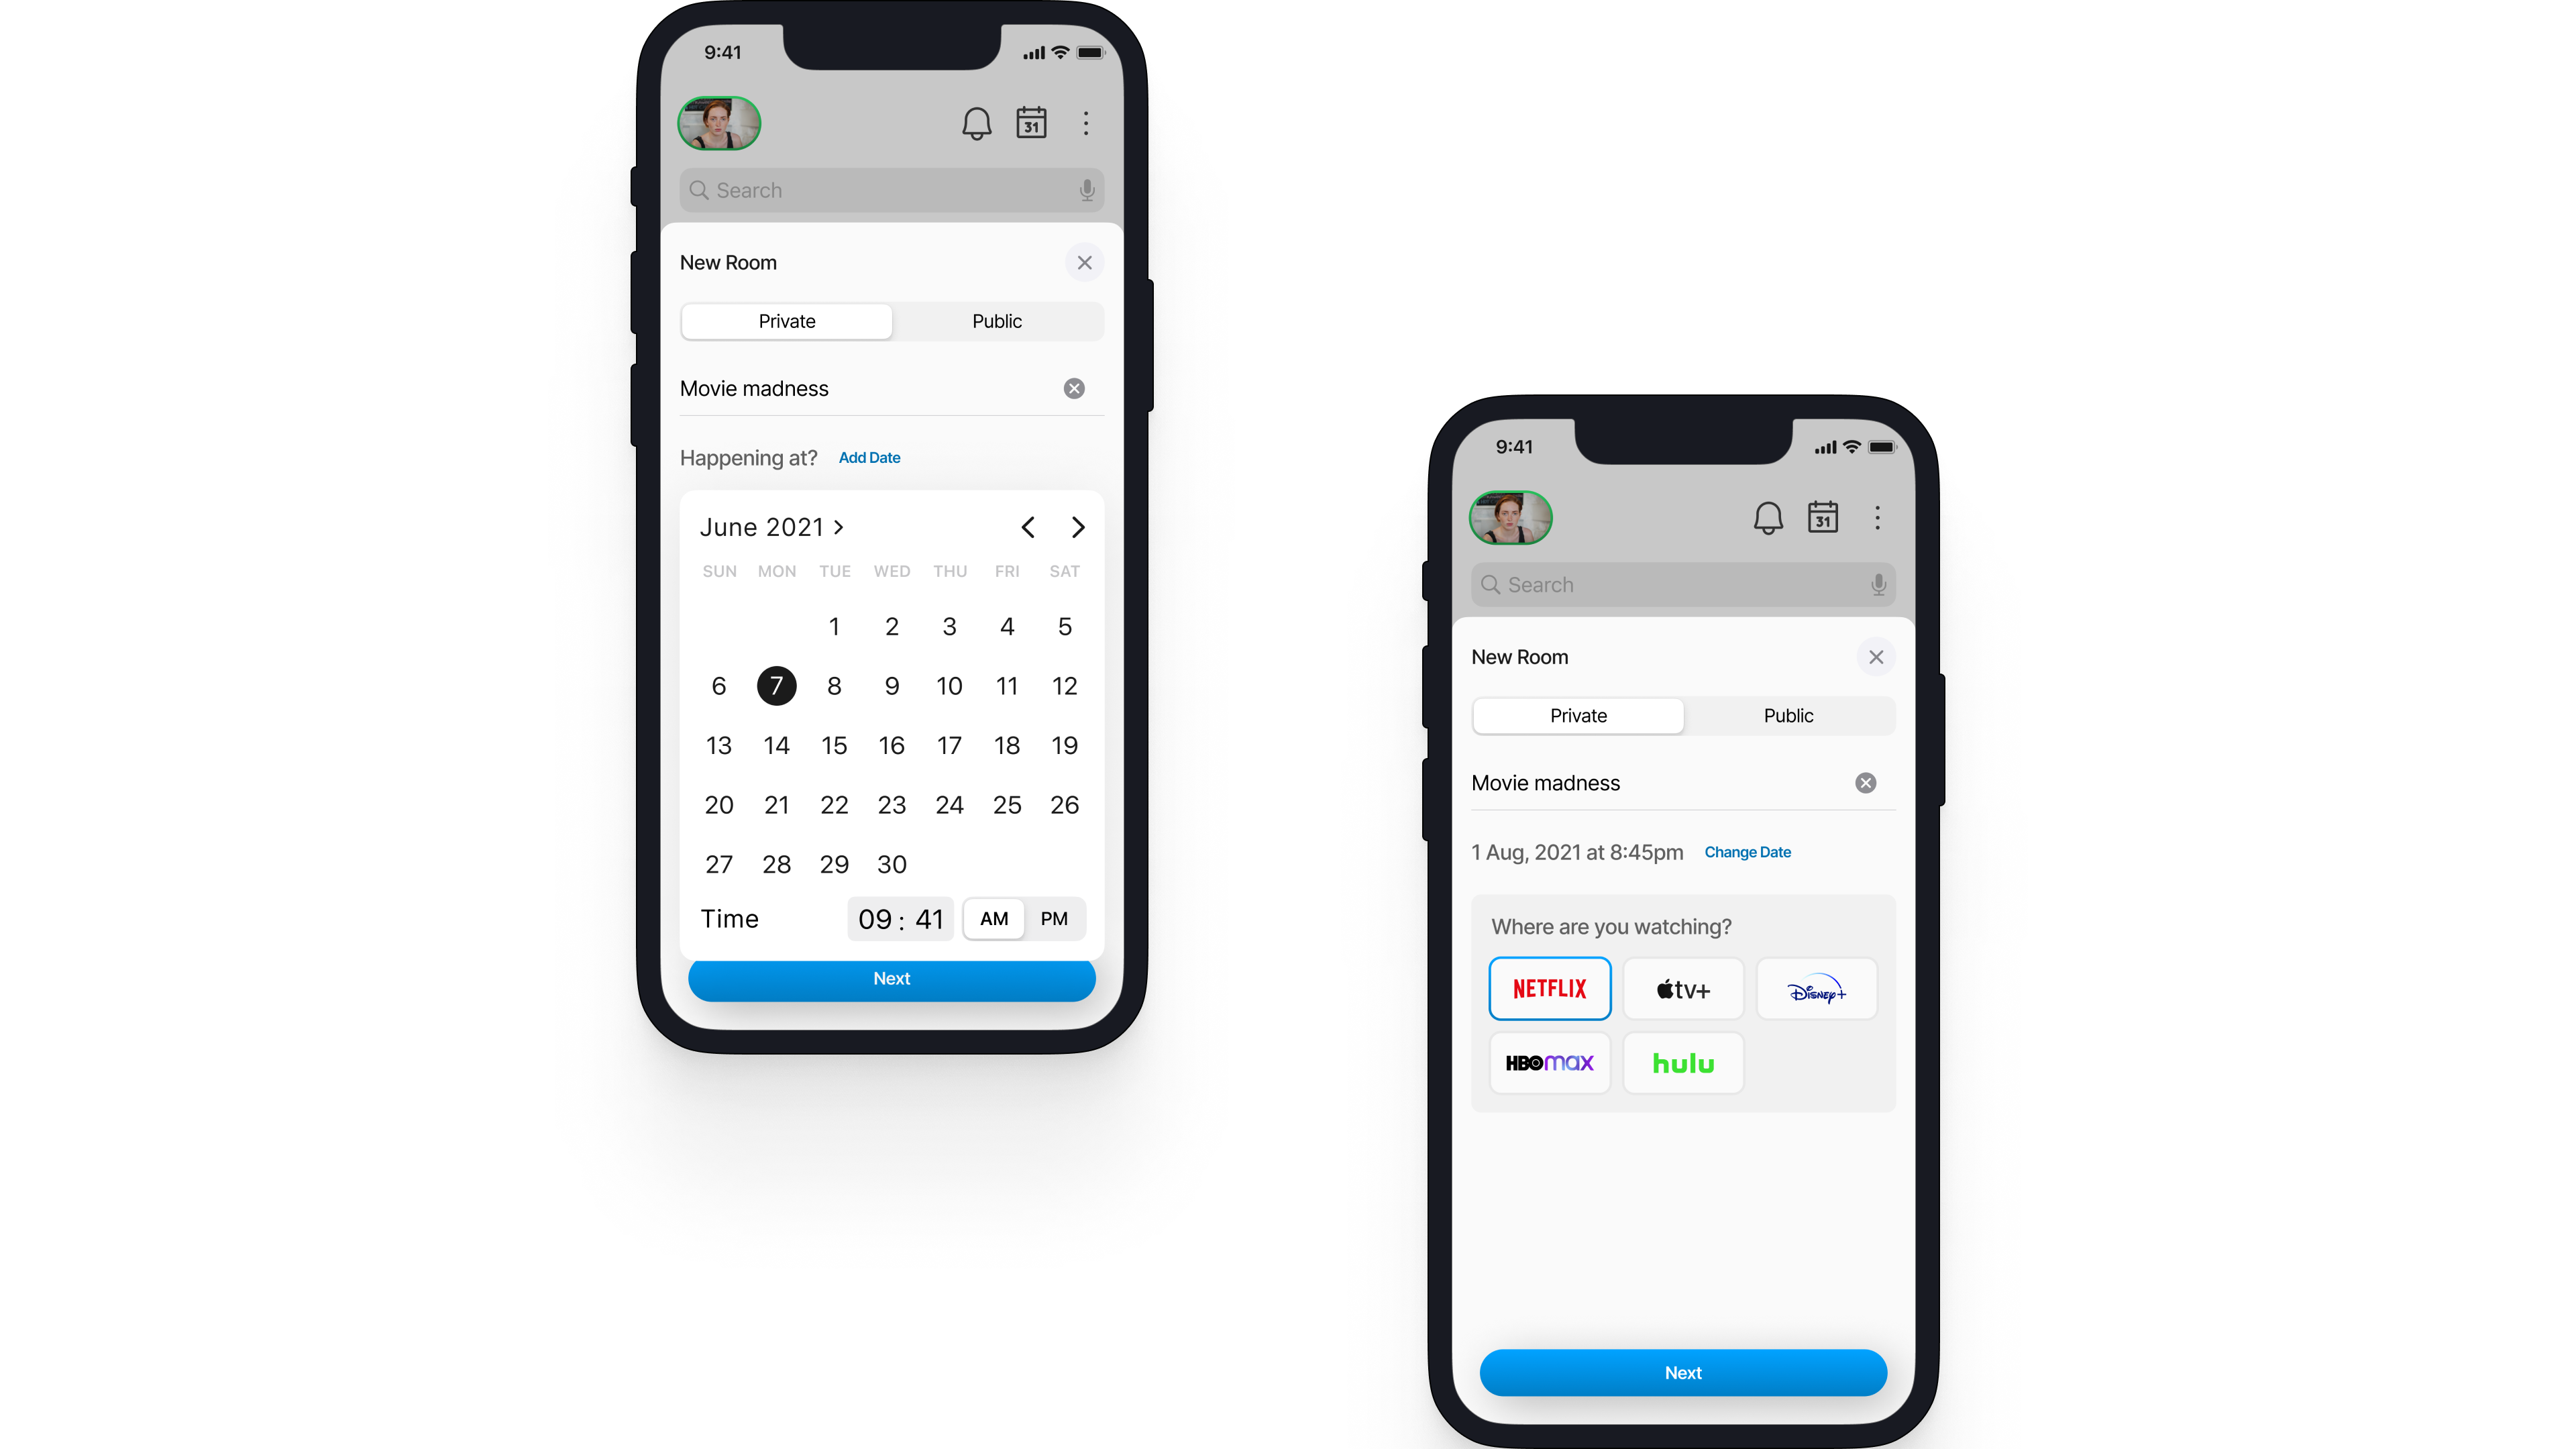 9:41
31
Search
New Room
Private Public
Movie madness
Happening at? Add Date
June 2021
SUN MON TUE WED THU FRI SAT
1 2 3 4 5
6 7 8 9 10 11 12
13 14 15 16 17 18 19
20 21 22 23 24 25 26
27 28 29 30
Time 09 : 41 AM PM
Next
9:41
31
Search
New Room
Private Public
Movie madness
1 Aug, 2021 at 8:45pm Change Date
Where are you watching?
NETFLIX tv+ Disney+
HBOmax hulu
Next